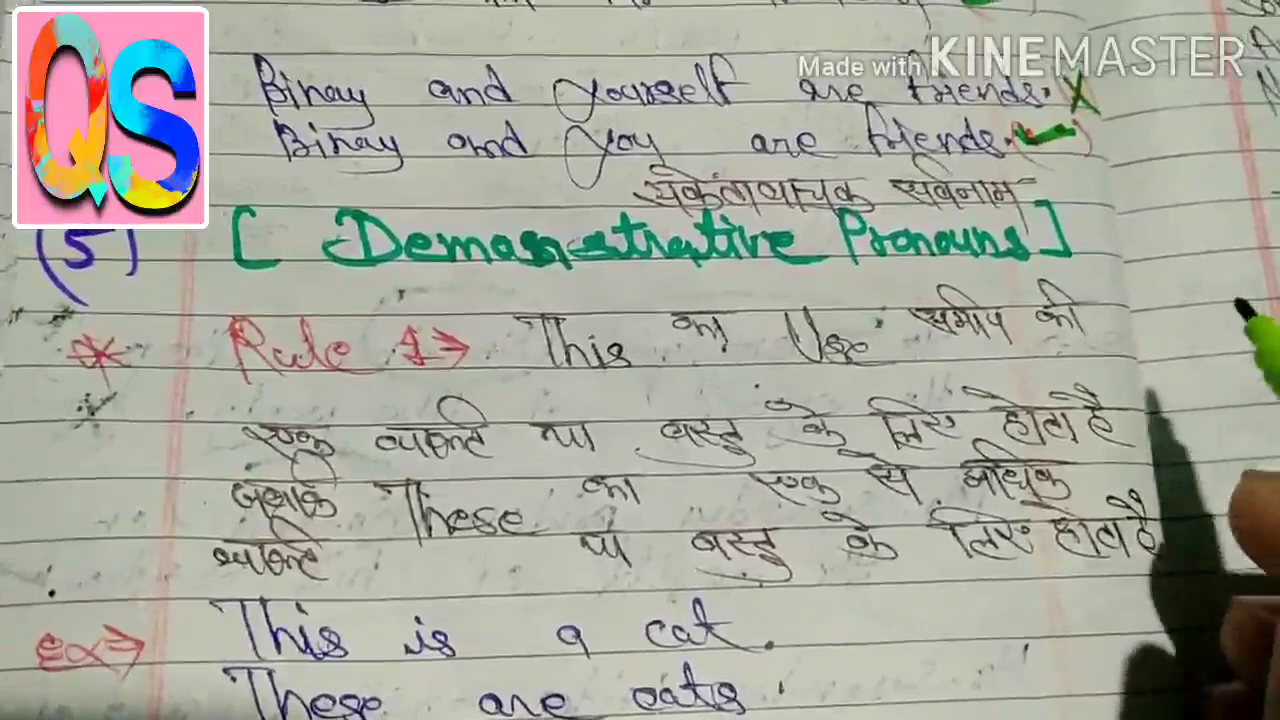 Made with KINEMASTER
QS
Binay and yourself are friends. X
Binay and you are friends.
संकेतवाचक सर्वनाम
(5) [ Demonstrative Pronouns ]
* Rule 1⇒ This का Use समीप की
एक व्यक्ति या वस्तु के लिए होता है
जबकि These का एक से अधिक
व्यक्ति या वस्तु के लिए होता है
ex⇒ This is a cat.
These are cats.